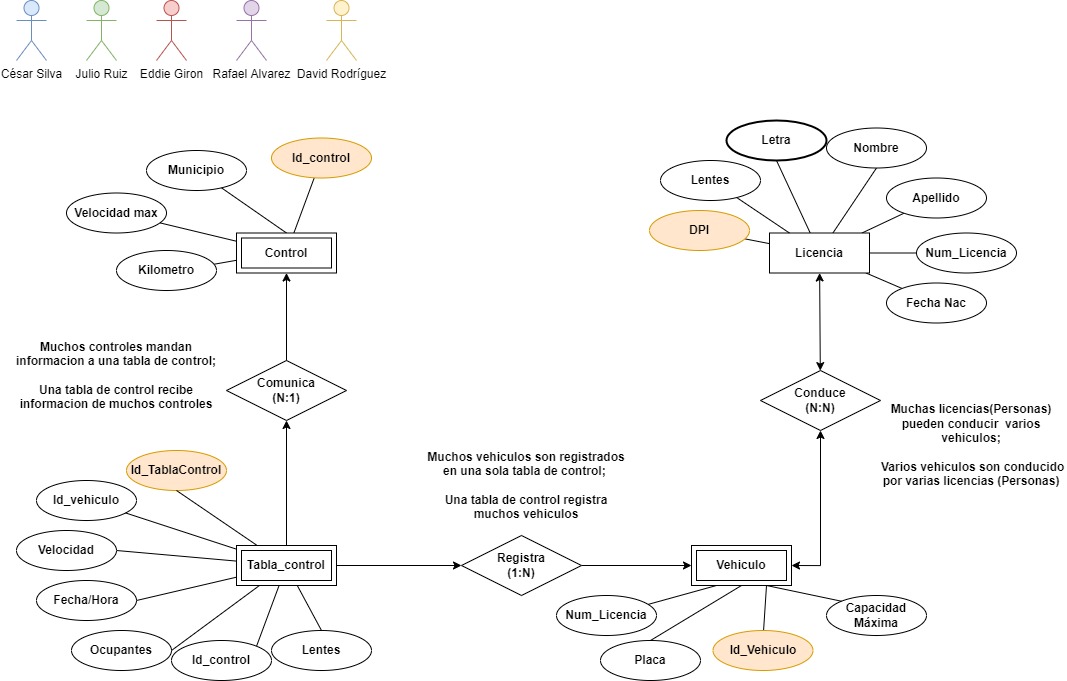 César Silva
Julio Ruiz
Eddie Giron
Rafael Alvarez
David Rodríguez
Id_control
Municipio
Velocidad max
Kilometro
Control
Letra
Nombre
Lentes
Apellido
DPI
Licencia
Num_Licencia
Fecha Nac
Muchos controles mandan
informacion a una tabla de control;
Una tabla de control recibe
informacion de muchos controles
Comunica
(N:1)
Conduce
(N:N)
Muchas licencias(Personas)
pueden conducir varios
vehiculos;
Varios vehiculos son conducido
por varias licencias (Personas)
Id_TablaControl
Id_vehiculo
Velocidad
Fecha/Hora
Ocupantes
Id_control
Lentes
Tabla_control
Muchos vehiculos son registrados
en una sola tabla de control;
Una tabla de control registra
muchos vehiculos
Registra
(1:N)
Vehiculo
Num_Licencia
Placa
Id_Vehiculo
Capacidad
Máxima